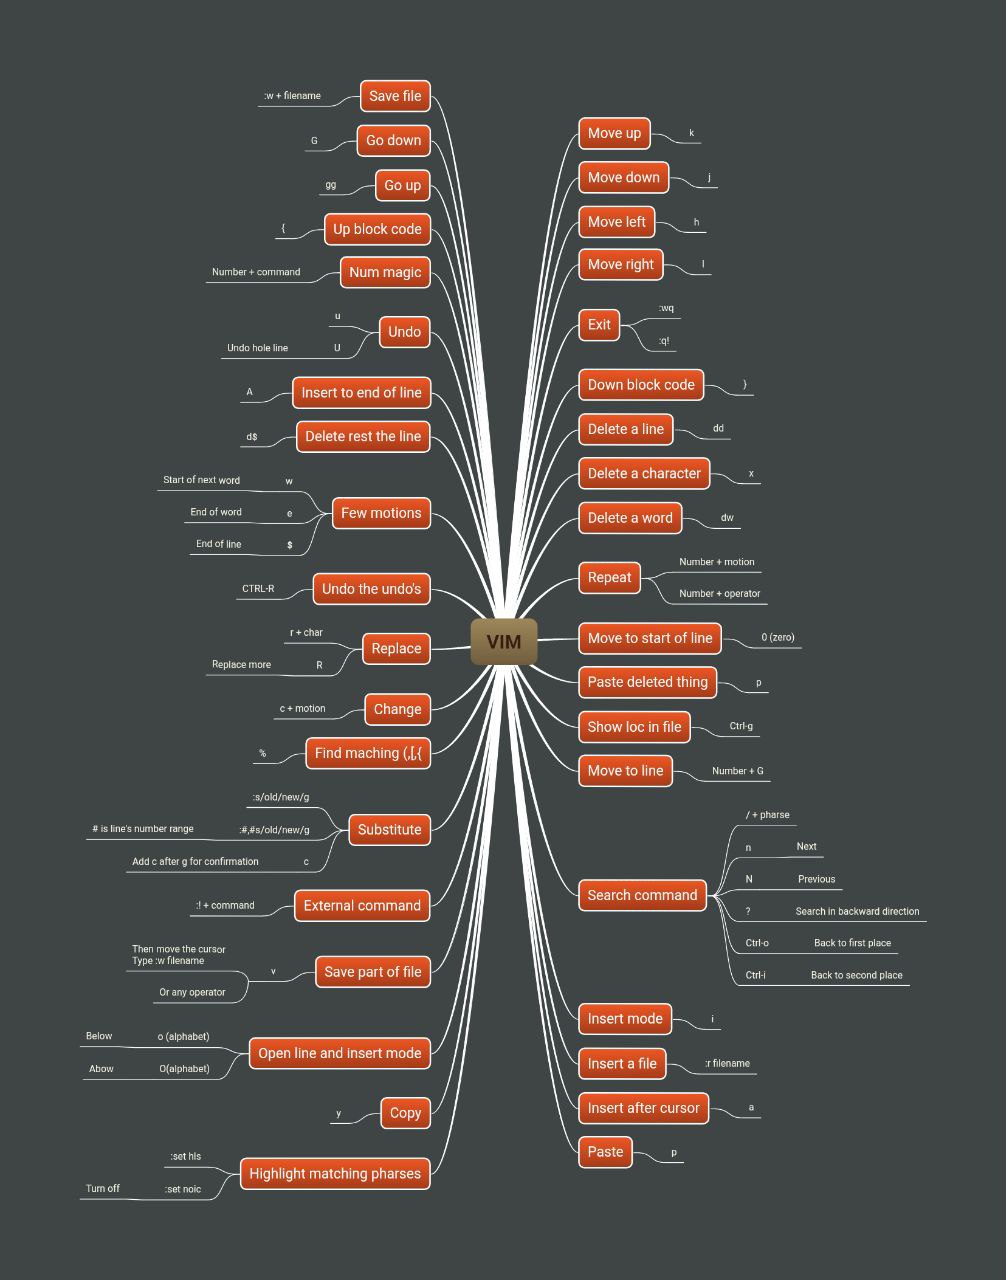 VIM
Save file
:w + filename
Go down
G
Go up
gg
Up block code
{
Num magic
Number + command
Undo
u
U
Undo hole line
Insert to end of line
A
Delete rest the line
d$
Few motions
w
Start of next word
e
End of word
$
End of line
Undo the undo's
CTRL-R
Replace
r + char
R
Replace more
Change
c + motion
Find maching (,[,{
%
Substitute
:s/old/new/g
:#,#s/old/new/g
# is line's number range
c
Add c after g for confirmation
External command
:! + command
Save part of file
v
Then move the cursor
Type :w filename
Or any operator
Open line and insert mode
o (alphabet)
Below
O(alphabet)
Abow
Copy
y
Highlight matching pharses
:set hls
:set noic
Turn off
Move up
k
Move down
j
Move left
h
Move right
l
Exit
:wq
:q!
Down block code
}
Delete a line
dd
Delete a character
x
Delete a word
dw
Repeat
Number + motion
Number + operator
Move to start of line
0 (zero)
Paste deleted thing
p
Show loc in file
Ctrl-g
Move to line
Number + G
Search command
/ + pharse
n
Next
N
Previous
?
Search in backward direction
Ctrl-o
Back to first place
Ctrl-i
Back to second place
Insert mode
i
Insert a file
:r filename
Insert after cursor
a
Paste
p